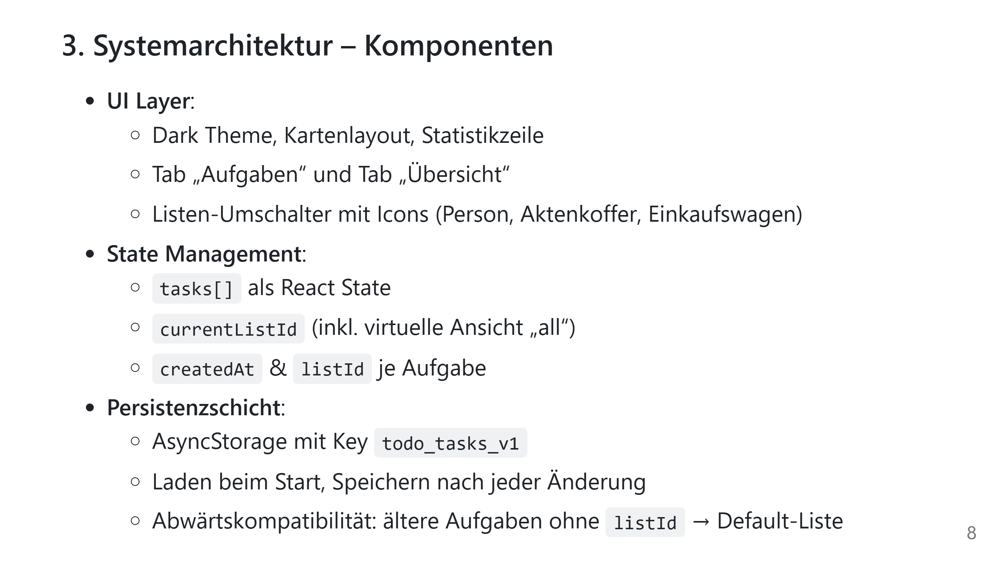 3. Systemarchitektur – Komponenten
• UI Layer:
○ Dark Theme, Kartenlayout, Statistikzeile
○ Tab „Aufgaben“ und Tab „Übersicht“
○ Listen-Umschalter mit Icons (Person, Aktenkoffer, Einkaufswagen)
• State Management:
○ tasks[] als React State
○ currentListId (inkl. virtuelle Ansicht „all“)
○ createdAt & listId je Aufgabe
• Persistenzschicht:
○ AsyncStorage mit Key todo_tasks_v1
○ Laden beim Start, Speichern nach jeder Änderung
○ Abwärtskompatibilität: ältere Aufgaben ohne listId → Default-Liste
8